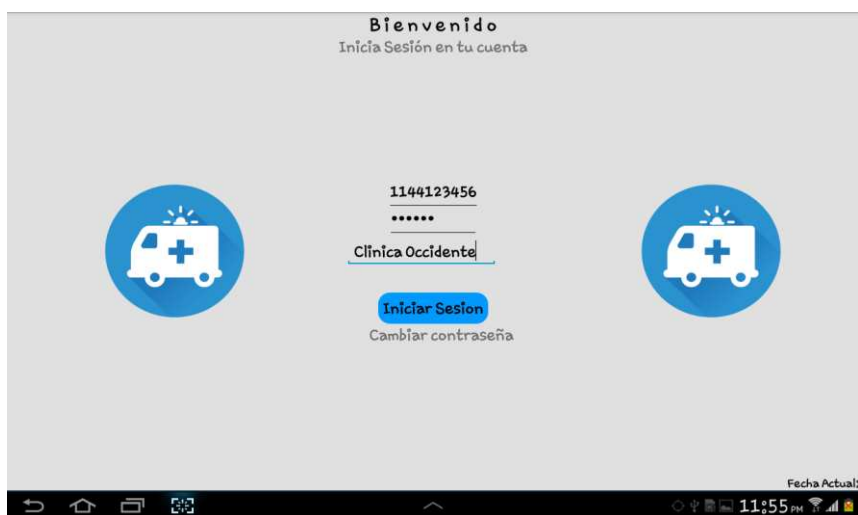 Bienvenido
Inicia Sesión en tu cuenta
1144123456
••••••
Clinica Occidente
Iniciar Sesion
Cambiar contraseña
Fecha Actual:
11:55 PM